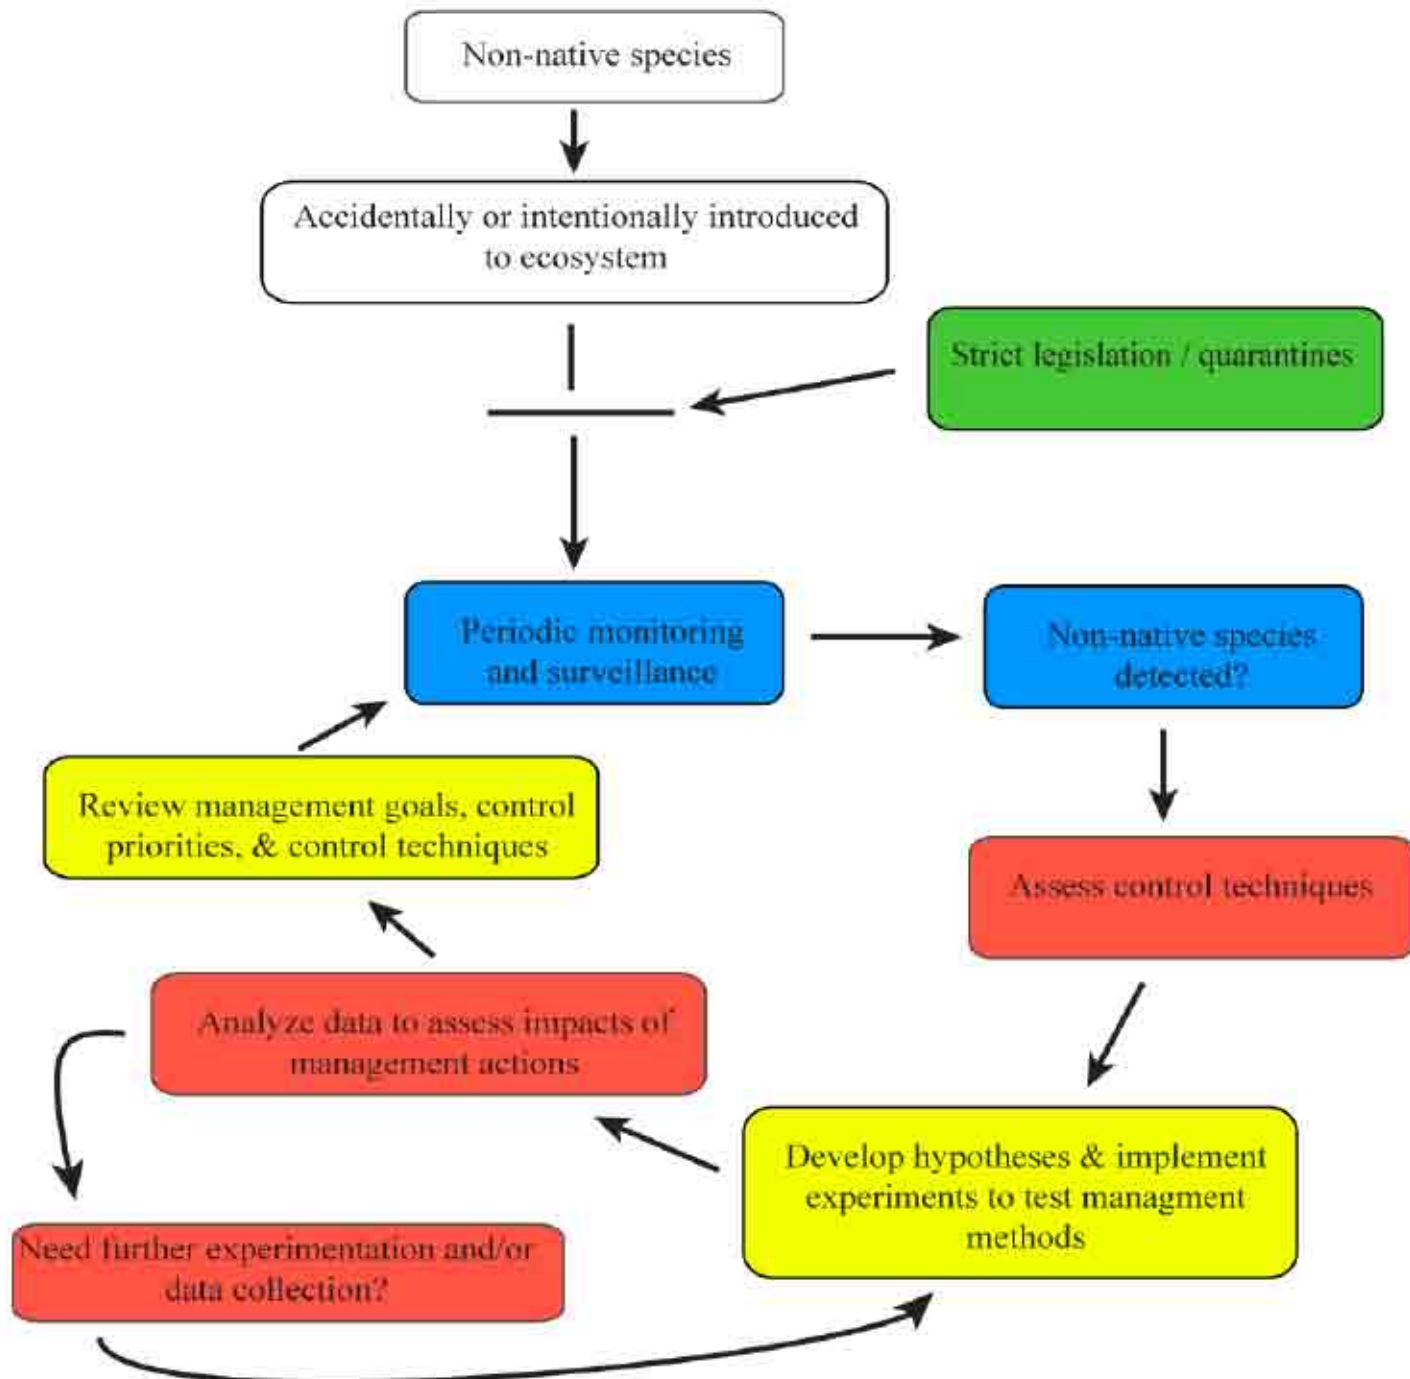 Non-native species
Accidentally or intentionally introduced
to ecosystem
Strict legislation / quarantines
Periodic monitoring
and surveillance
Non-native species
detected?
Review management goals, control
priorities, & control techniques
Assess control techniques
Analyze data to assess impacts of
management actions
Develop hypotheses & implement
experiments to test managment
methods
Need further experimentation and/or
data collection?